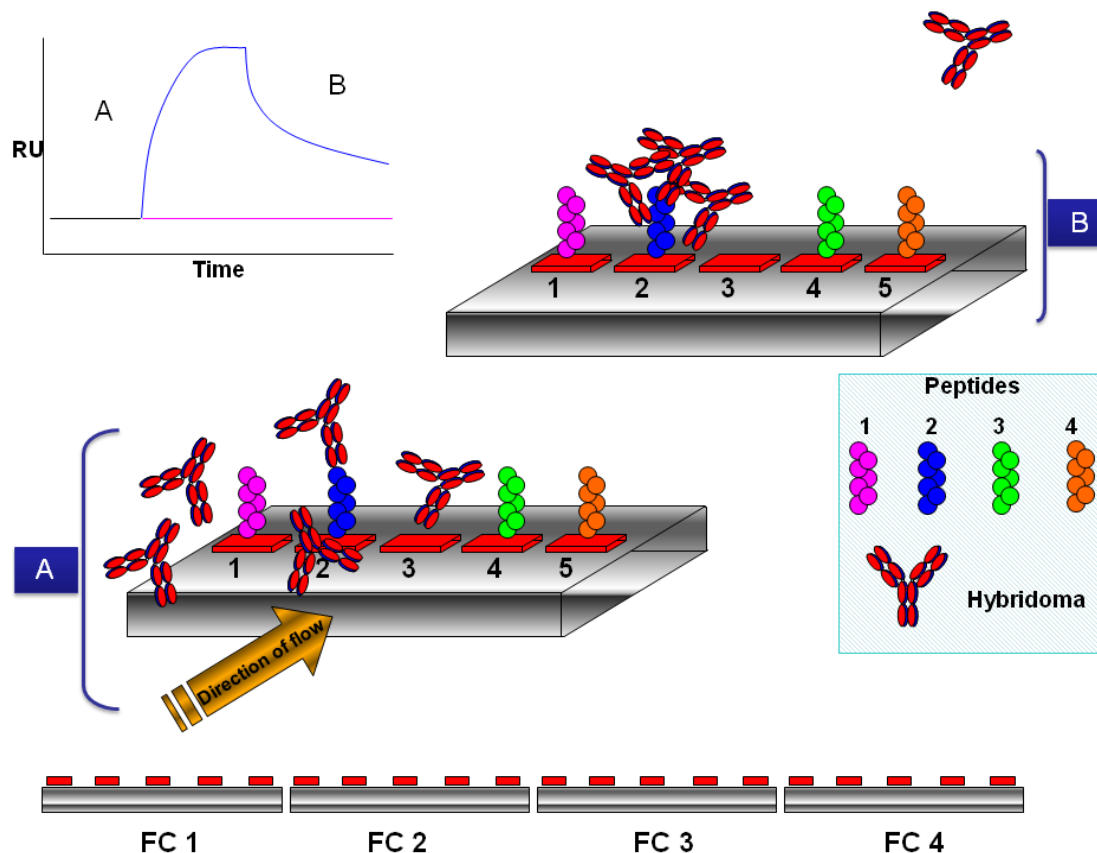 A
B
RU
Time
1 2 3 4 5
B
Peptides
1 2 3 4
Hybridoma
A
1 2 3 4 5
Direction of flow
FC 1 FC 2 FC 3 FC 4